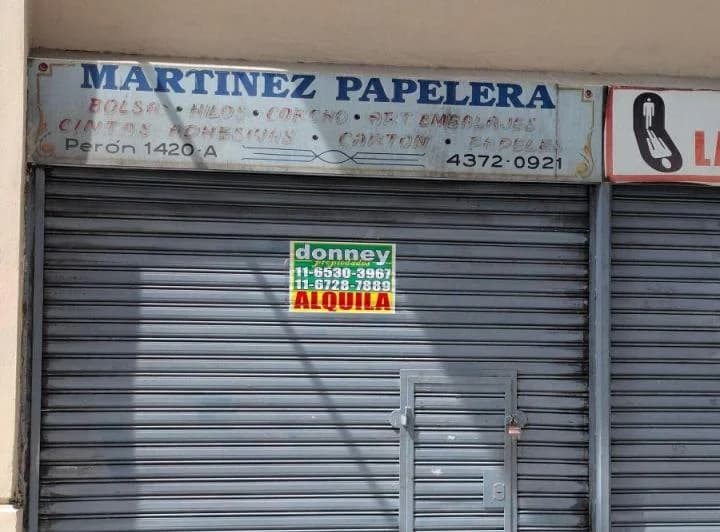 MARTINEZ PAPELERA
BOLSAS • HILOS • CORCHO • ART EMBALAJES
CINTAS ADHESIVAS • CARTON • PAPELES
Perón 1420-A
4372-0921
LA
donney
propiedades
11-6530-3967
11-6728-7889
ALQUILA